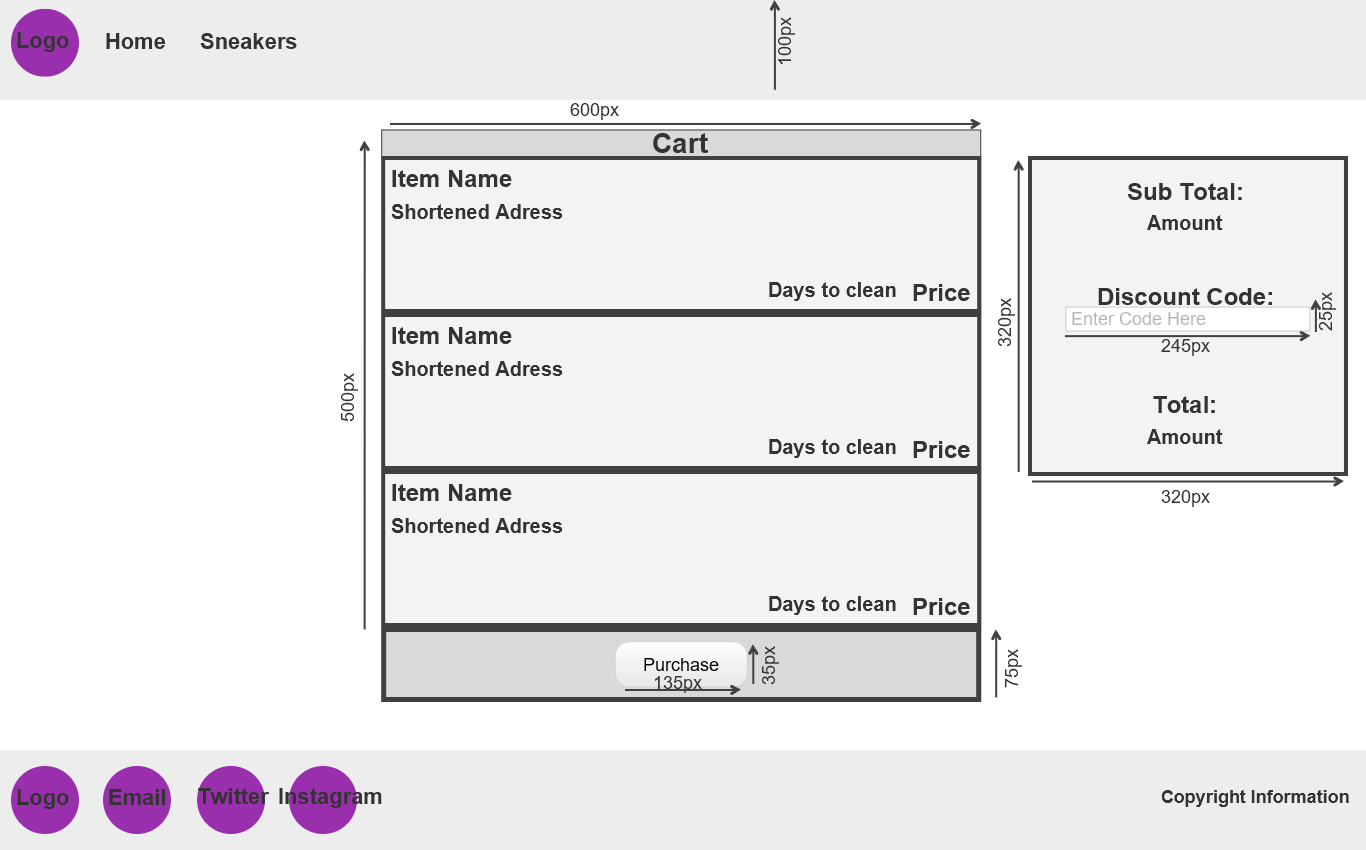 Logo
Home
Sneakers
100px
600px
Cart
Item Name
Shortened Adress
Days to clean
Price
Item Name
Shortened Adress
Days to clean
Price
Item Name
Shortened Adress
Days to clean
Price
500px
Purchase
135px
35px
75px
Sub Total:
Amount
Discount Code:
Enter Code Here
25px
245px
Total:
Amount
320px
320px
Logo
Email
Twitter
Instagram
Copyright Information